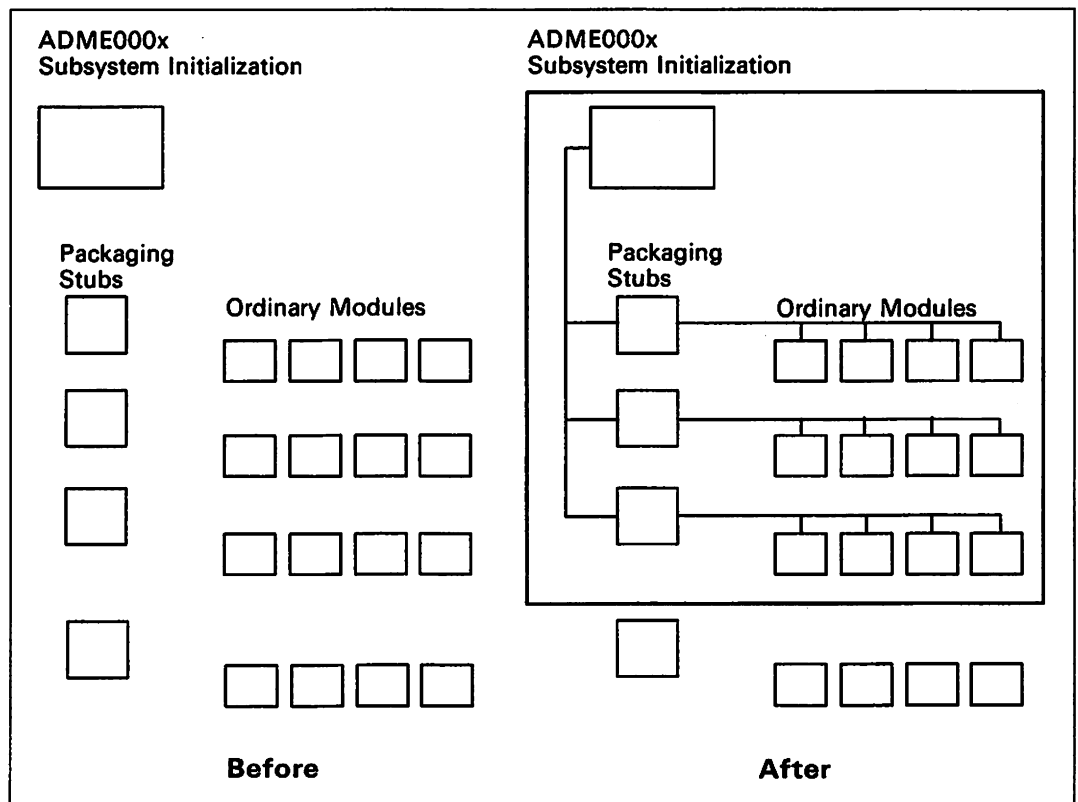 ADME000x
Subsystem Initialization
Packaging
Stubs
Ordinary Modules
Before
ADME000x
Subsystem Initialization
Packaging
Stubs
Ordinary Modules
After